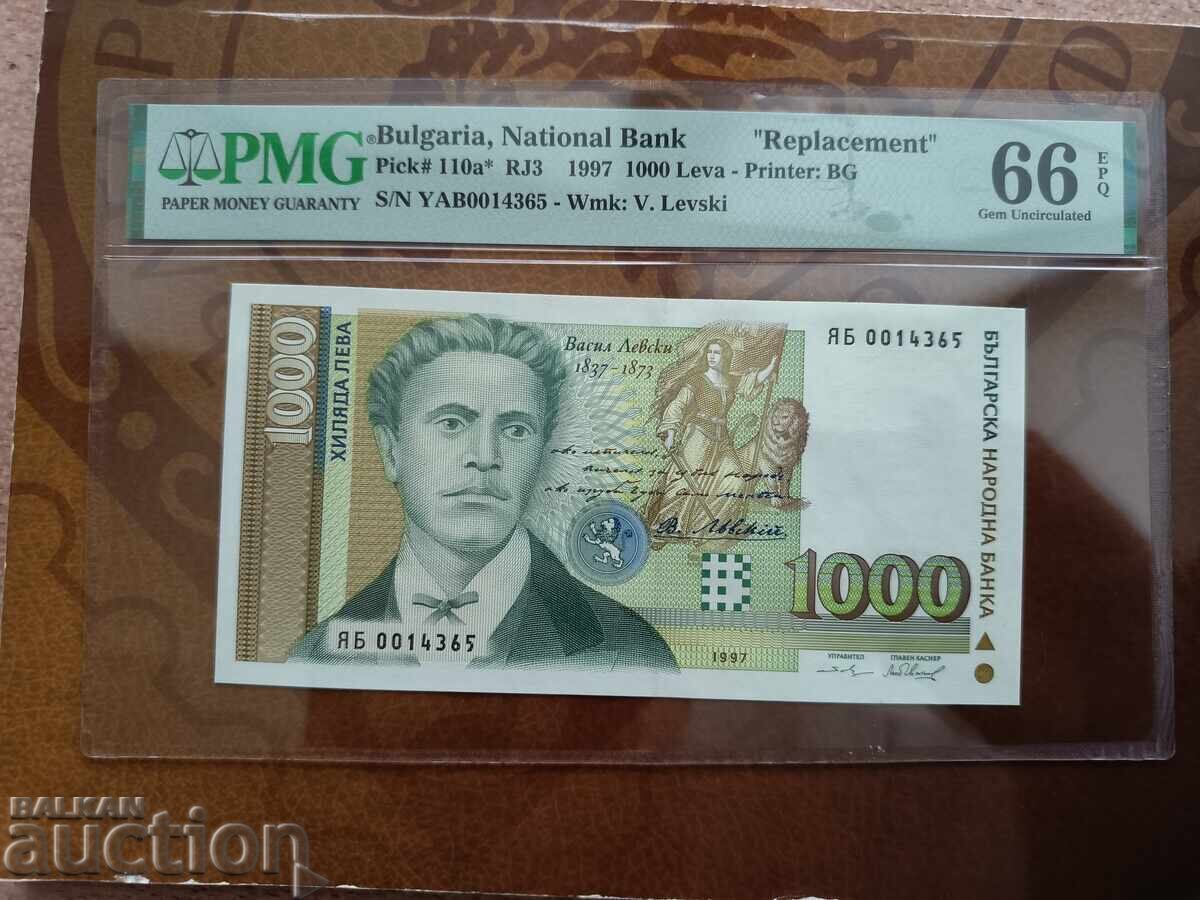 PMG®
PAPER MONEY GUARANTY
Bulgaria, National Bank "Replacement"
Pick# 110a* RJ3 1997 1000 Leva - Printer: BG
S/N YAB0014365 - Wmk: V. Levski
66 EPQ
Gem Uncirculated
1000
ХИЛЯДА ЛЕВА
Васил Левски
1837-1873
ЯБ 0014365
БЪЛГАРСКА НАРОДНА БАНКА
1000
ЯБ 0014365
1997
УПРАВИТЕЛ
ГЛАВЕН КАСИЕР
BALKAN
auction